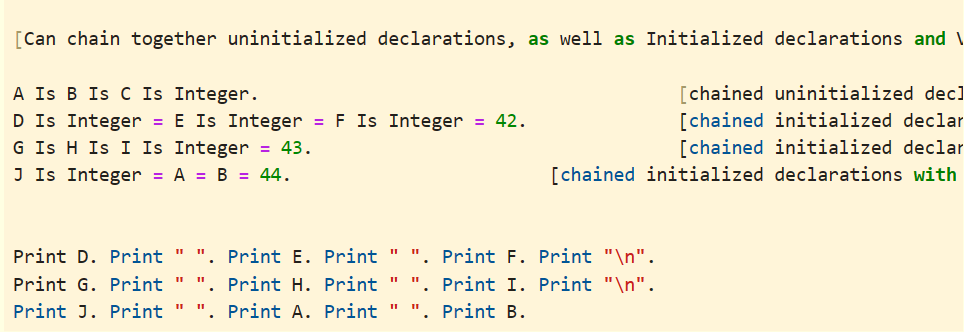 [Can chain together uninitialized declarations, as well as Initialized declarations and
A Is B Is C Is Integer. [chained uninitialized decl
D Is Integer = E Is Integer = F Is Integer = 42. [chained initialized declar
G Is H Is I Is Integer = 43. [chained initialized declar
J Is Integer = A = B = 44. [chained initialized declarations with
Print D. Print " ". Print E. Print " ". Print F. Print "\n".
Print G. Print " ". Print H. Print " ". Print I. Print "\n".
Print J. Print " ". Print A. Print " ". Print B.